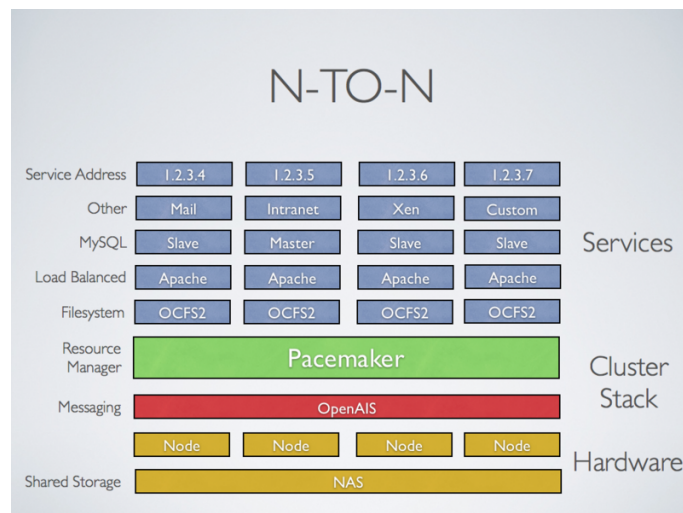 N-TO-N
Service Address 1.2.3.4 1.2.3.5 1.2.3.6 1.2.3.7
Other Mail Intranet Xen Custom
MySQL Slave Master Slave Slave
Services
Load Balanced Apache Apache Apache Apache
Filesystem OCFS2 OCFS2 OCFS2 OCFS2
Resource
Manager
Pacemaker
Cluster
Stack
Messaging OpenAIS
Node Node Node Node
Hardware
Shared Storage NAS